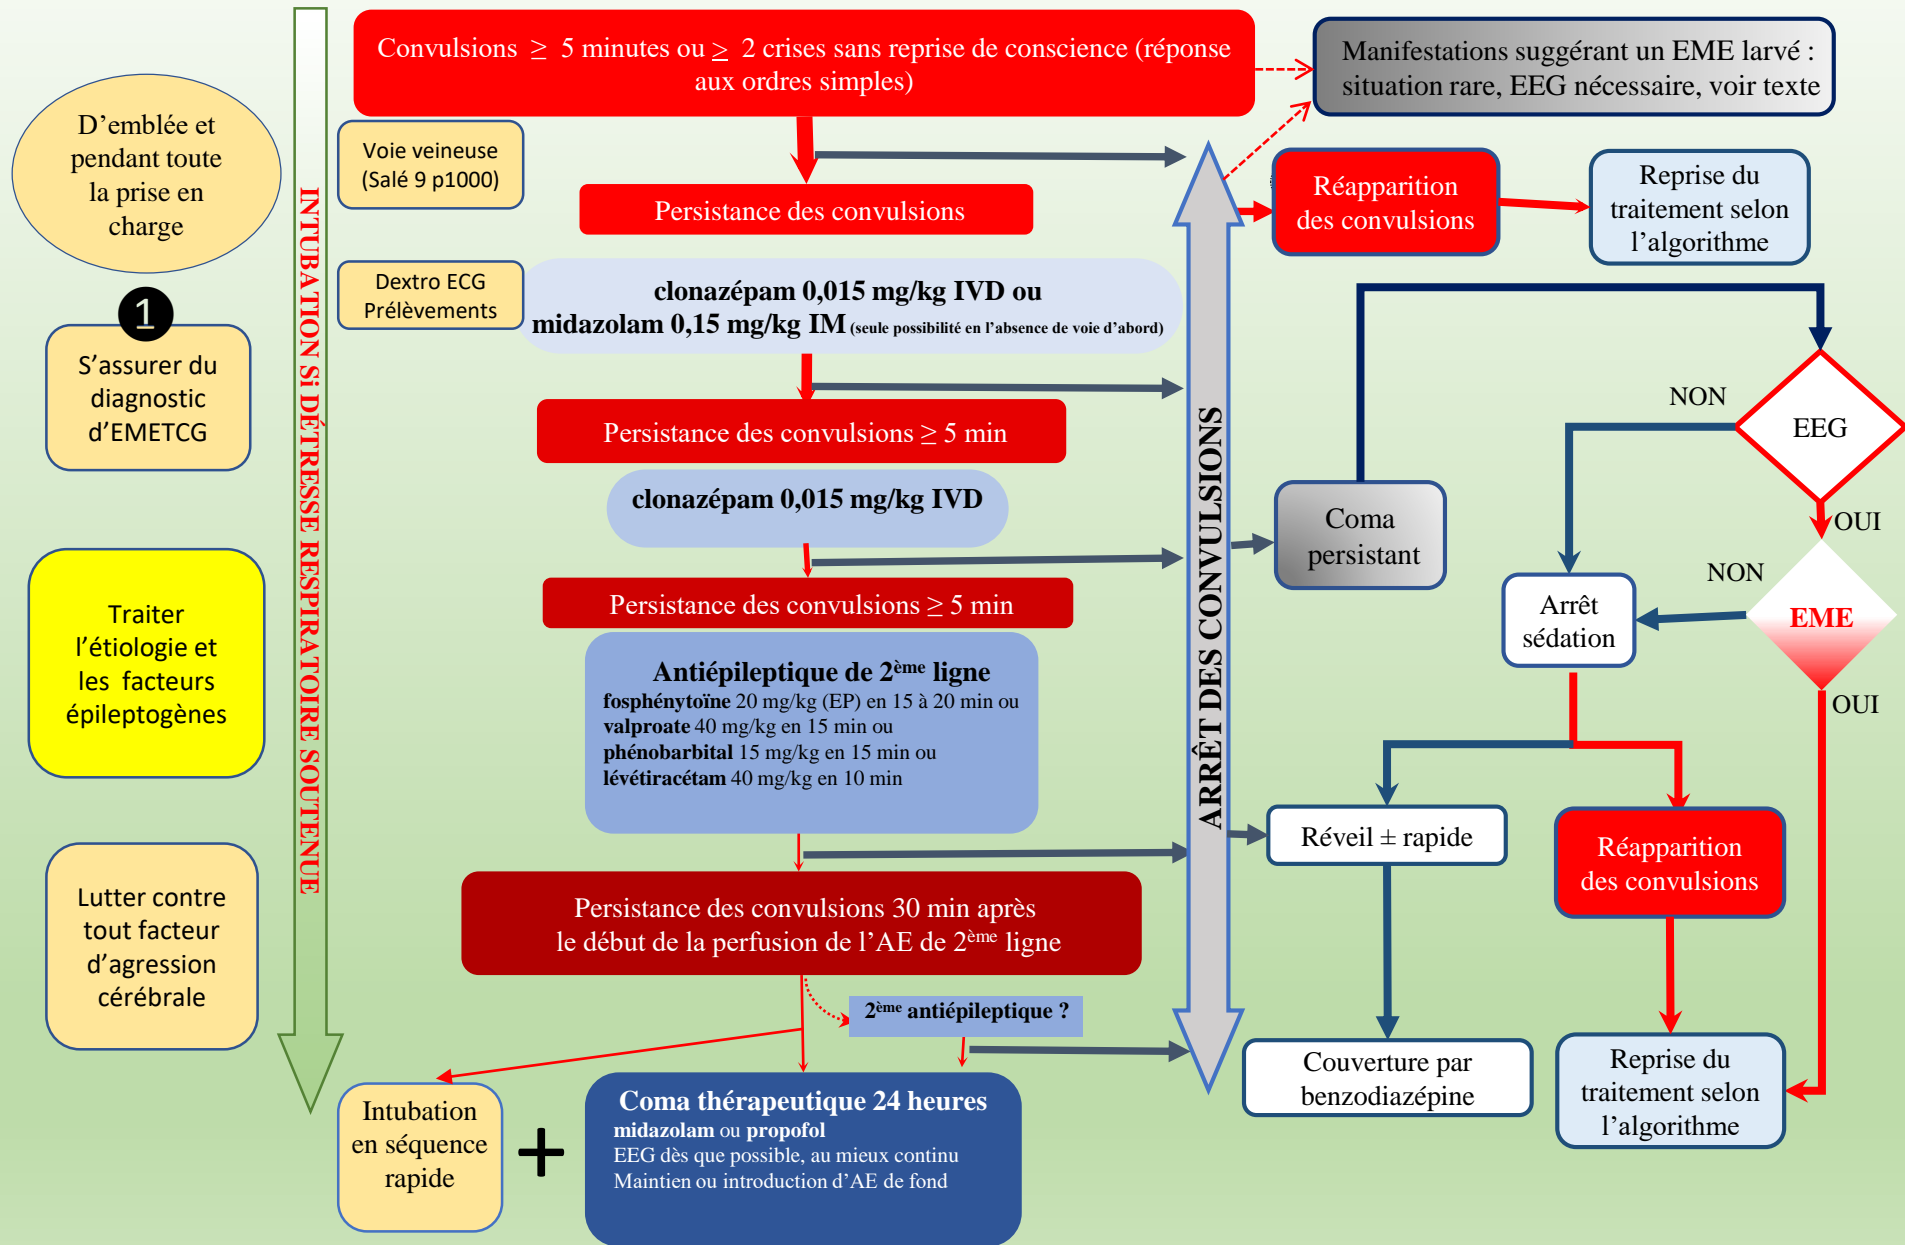 Convulsions ≥ 5 minutes ou ≥ 2 crises sans reprise de conscience (réponse
aux ordres simples)
Manifestations suggérant un EME larvé :
situation rare, EEG nécessaire, voir texte
D’emblée et
pendant toute
la prise en
charge
Voie veineuse
(Salé 9 p1000)
Persistance des convulsions
Réapparition
des convulsions
Reprise du
traitement selon
l’algorithme
INTUBATION Si DÉTRESSE RESPIRATOIRE SOUTENUE
Dextro ECG
Prélèvements
clonazépam 0,015 mg/kg IVD ou
midazolam 0,15 mg/kg IM (seule possibilité en l’absence de voie d’abord)
1
S’assurer du
diagnostic
d’EMETCG
Persistance des convulsions ≥ 5 min
clonazépam 0,015 mg/kg IVD
ARRÊT DES CONVULSIONS
NON
EEG
OUI
Coma
persistant
Persistance des convulsions ≥ 5 min
NON
EME
OUI
Arrêt
sédation
Traiter
l’étiologie et
les facteurs
épileptogènes
Antiépileptique de 2ème ligne
fosphénytoïne 20 mg/kg (EP) en 15 à 20 min ou
valproate 40 mg/kg en 15 min ou
phénobarbital 15 mg/kg en 15 min ou
lévétiracétam 40 mg/kg en 10 min
Réveil ± rapide
Réapparition
des convulsions
Lutter contre
tout facteur
d’agression
cérébrale
Persistance des convulsions 30 min après
le début de la perfusion de l’AE de 2ème ligne
2ème antiépileptique ?
Couverture par
benzodiazépine
Reprise du
traitement selon
l’algorithme
Intubation
en séquence
rapide
+
Coma thérapeutique 24 heures
midazolam ou propofol
EEG dès que possible, au mieux continu
Maintien ou introduction d’AE de fond